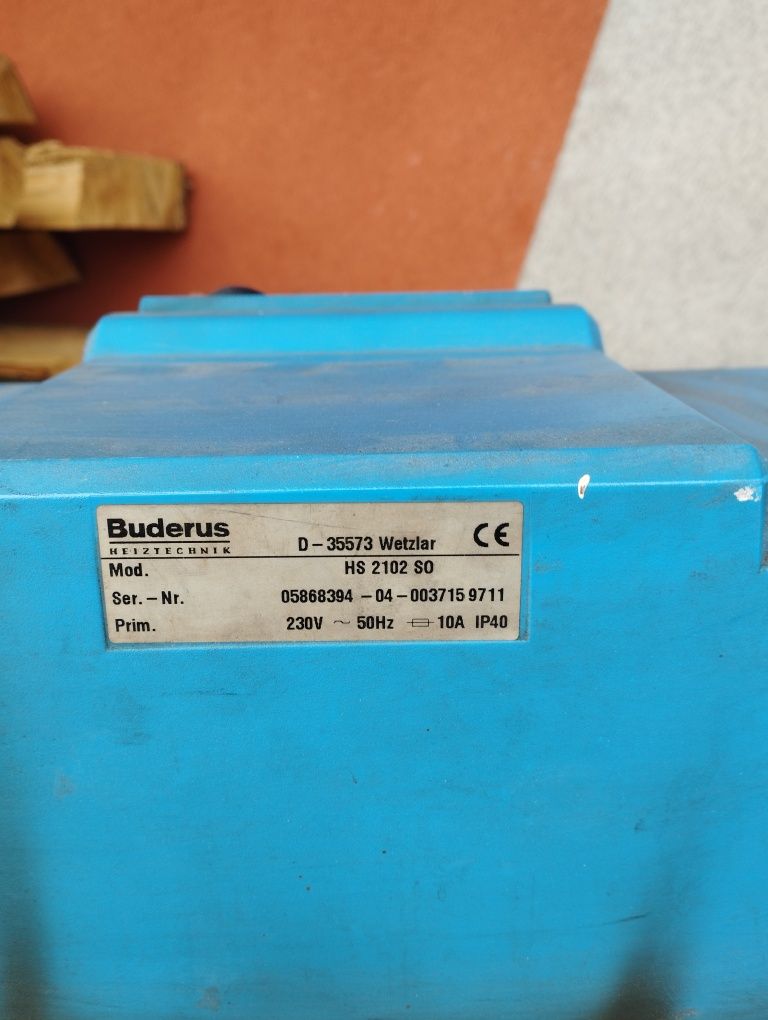 Buderus
HEIZTECHNIK
D-35573 Wetzlar CE
Mod. HS 2102 SO
Ser.-Nr. 05868394-04-003715 9711
Prim. 230V ~ 50Hz 10A IP40